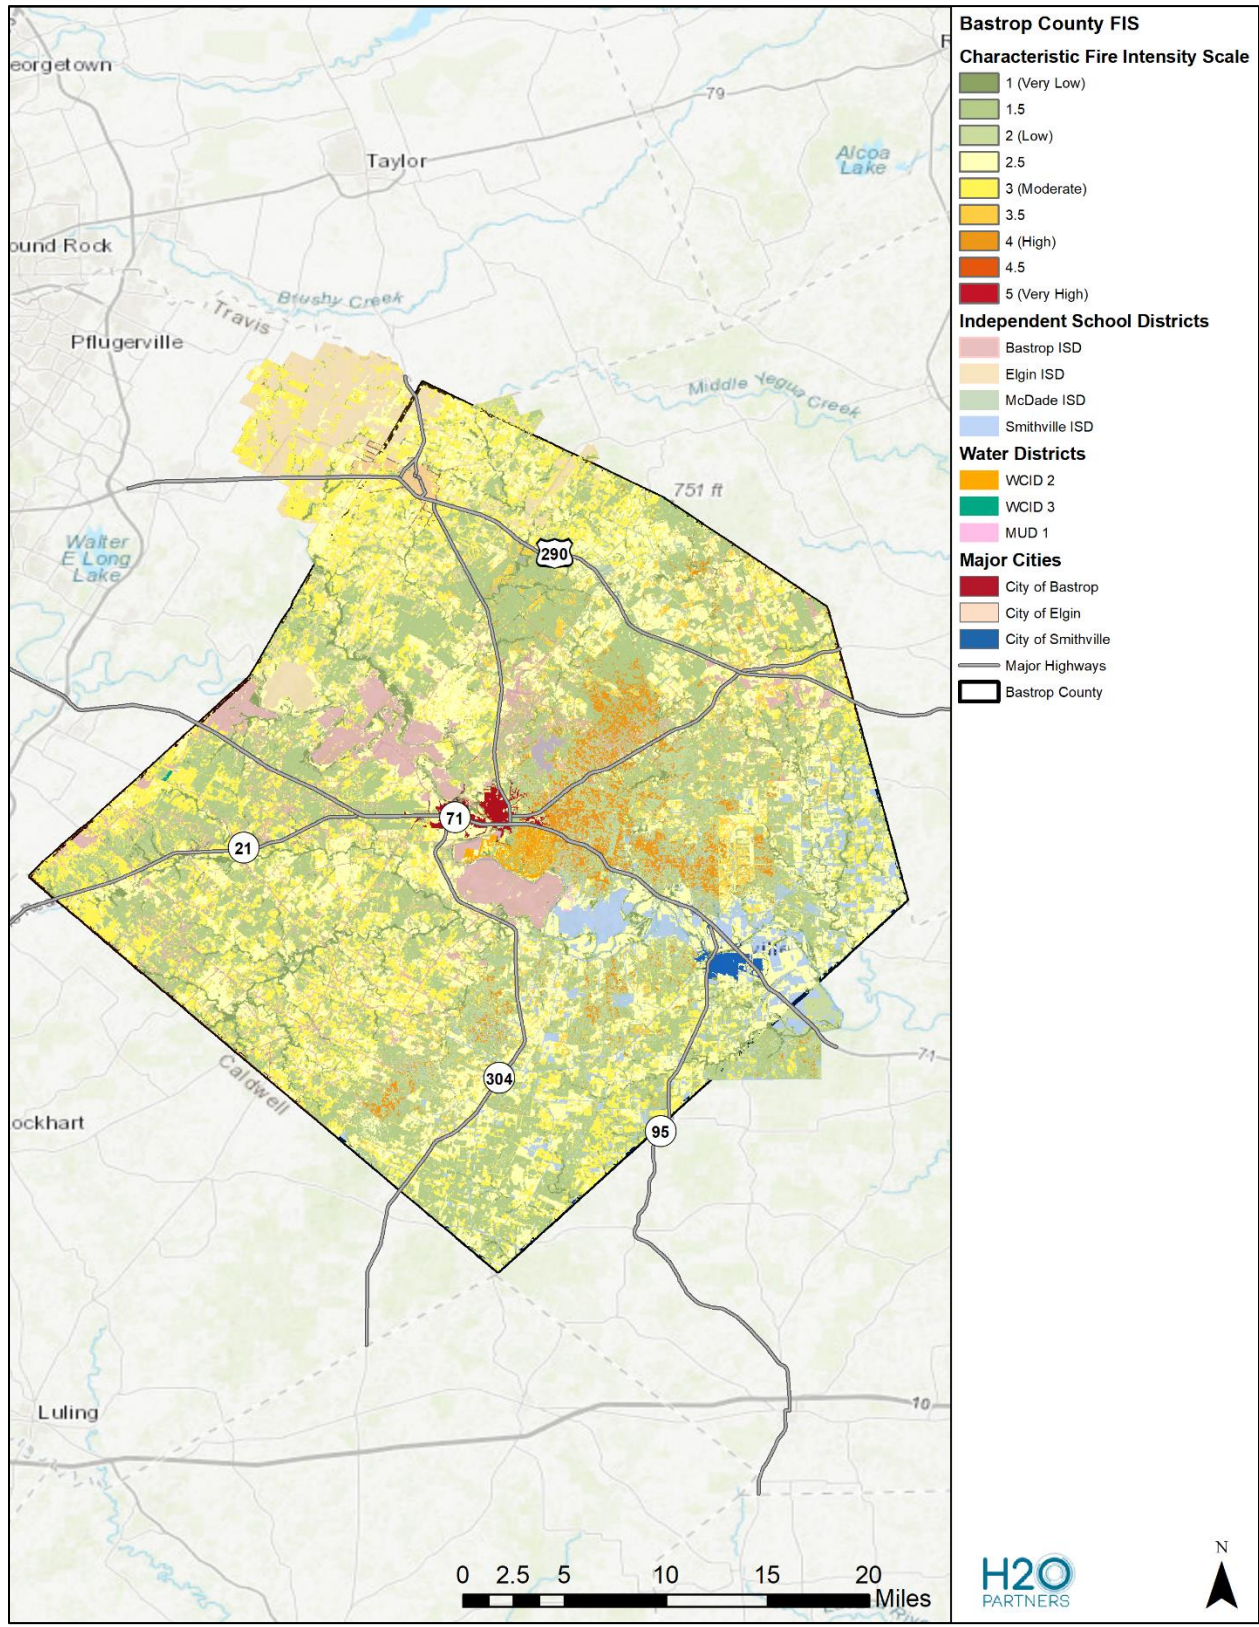 Bastrop County FIS
Characteristic Fire Intensity Scale
1 (Very Low)
1.5
2 (Low)
2.5
3 (Moderate)
3.5
4 (High)
4.5
5 (Very High)
Independent School Districts
Bastrop ISD
Elgin ISD
McDade ISD
Smithville ISD
Water Districts
WCID 2
WCID 3
MUD 1
Major Cities
City of Bastrop
City of Elgin
City of Smithville
Major Highways
Bastrop County
eorgetown
R
79
Taylor
Alcoa
Lake
ound Rock
Brushy Creek
Travis
Pflugerville
Middle Yegua Creek
751 ft
Walter
E Long
Lake
290
71
21
304
Caldwell
71
ockhart
95
Luling
10
0 2.5 5 10 15 20
Miles
H2O
PARTNERS
N